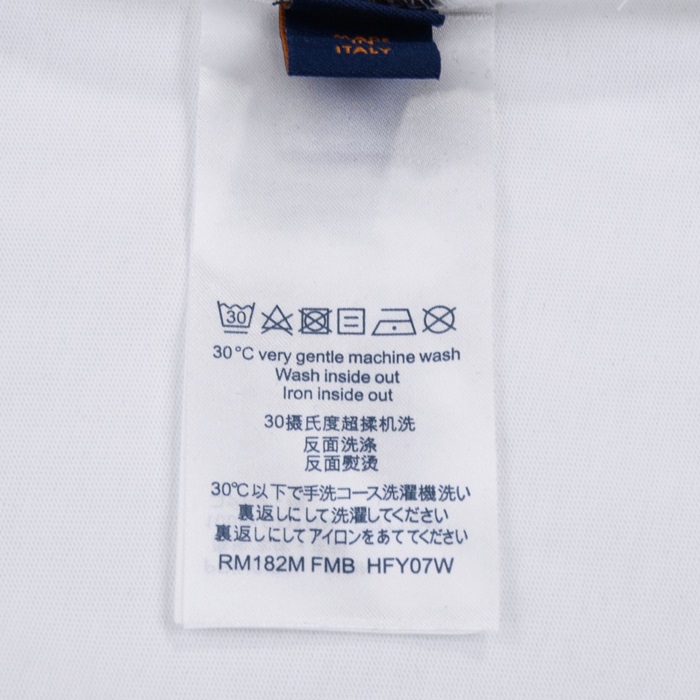 MADE
IN
ITALY
30
30°C very gentle machine wash
Wash inside out
Iron inside out
30摄氏度超揉机洗
反面洗涤
反面熨烫
30℃以下で手洗コース洗濯機洗い
裏返しにして洗濯してください
裏返しにしてアイロンをあててください
RM182M FMB HFY07W